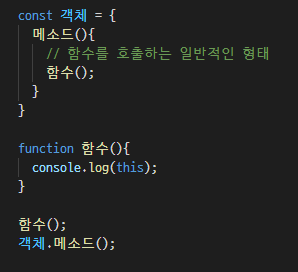 const 객체 = {
  메소드(){
    // 함수를 호출하는 일반적인 형태
    함수();
  }
}

function 함수(){
  console.log(this);
}

함수();
객체.메소드();